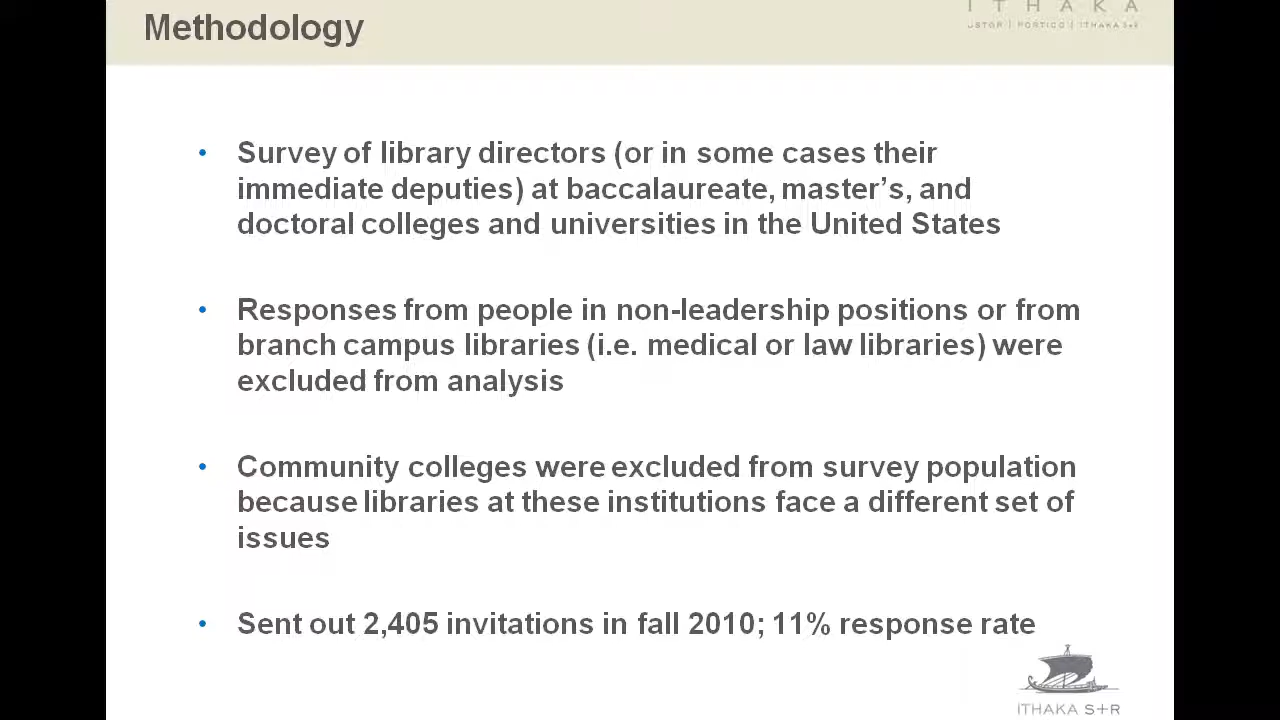 ITHAKA
JSTOR | PORTICO | ITHAKA S+R
Methodology
• Survey of library directors (or in some cases their
immediate deputies) at baccalaureate, master’s, and
doctoral colleges and universities in the United States
• Responses from people in non-leadership positions or from
branch campus libraries (i.e. medical or law libraries) were
excluded from analysis
• Community colleges were excluded from survey population
because libraries at these institutions face a different set of
issues
• Sent out 2,405 invitations in fall 2010; 11% response rate
ITHAKA S+R